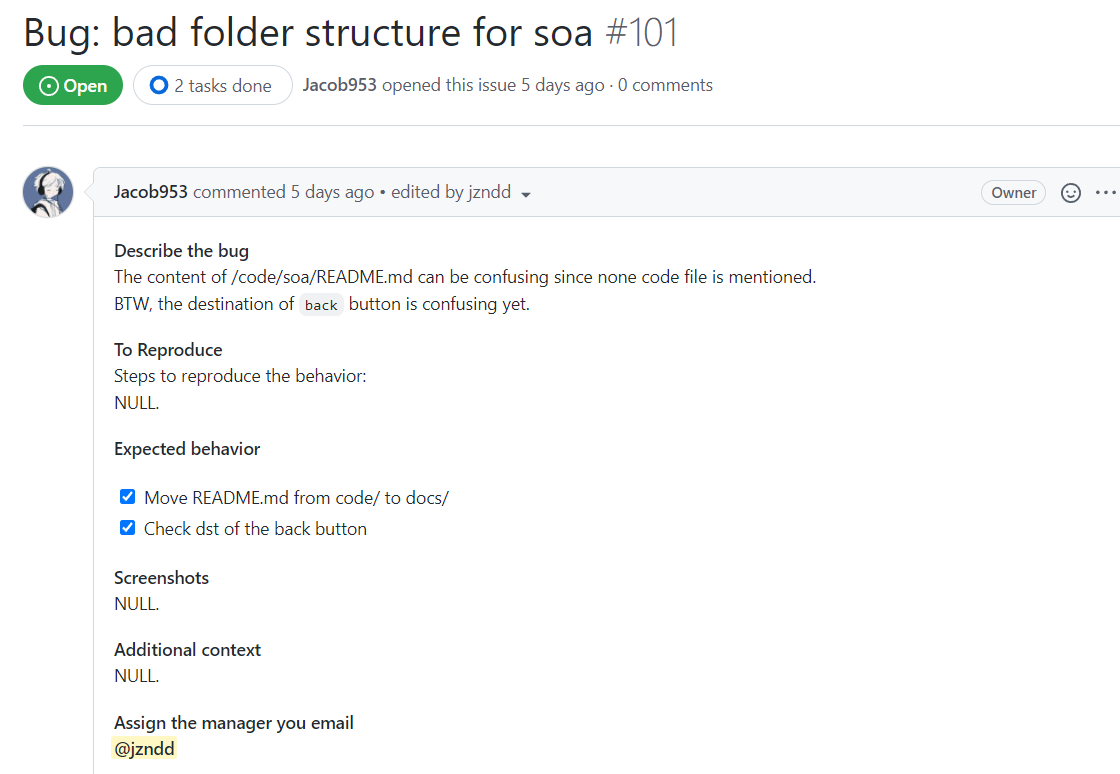 Bug: bad folder structure for soa #101
Open 2 tasks done Jacob953 opened this issue 5 days ago · 0 comments
Jacob953 commented 5 days ago • edited by jzndd Owner
Describe the bug
The content of /code/soa/README.md can be confusing since none code file is mentioned.
BTW, the destination of back button is confusing yet.
To Reproduce
Steps to reproduce the behavior:
NULL.
Expected behavior
Move README.md from code/ to docs/
Check dst of the back button
Screenshots
NULL.
Additional context
NULL.
Assign the manager you email
@jzndd